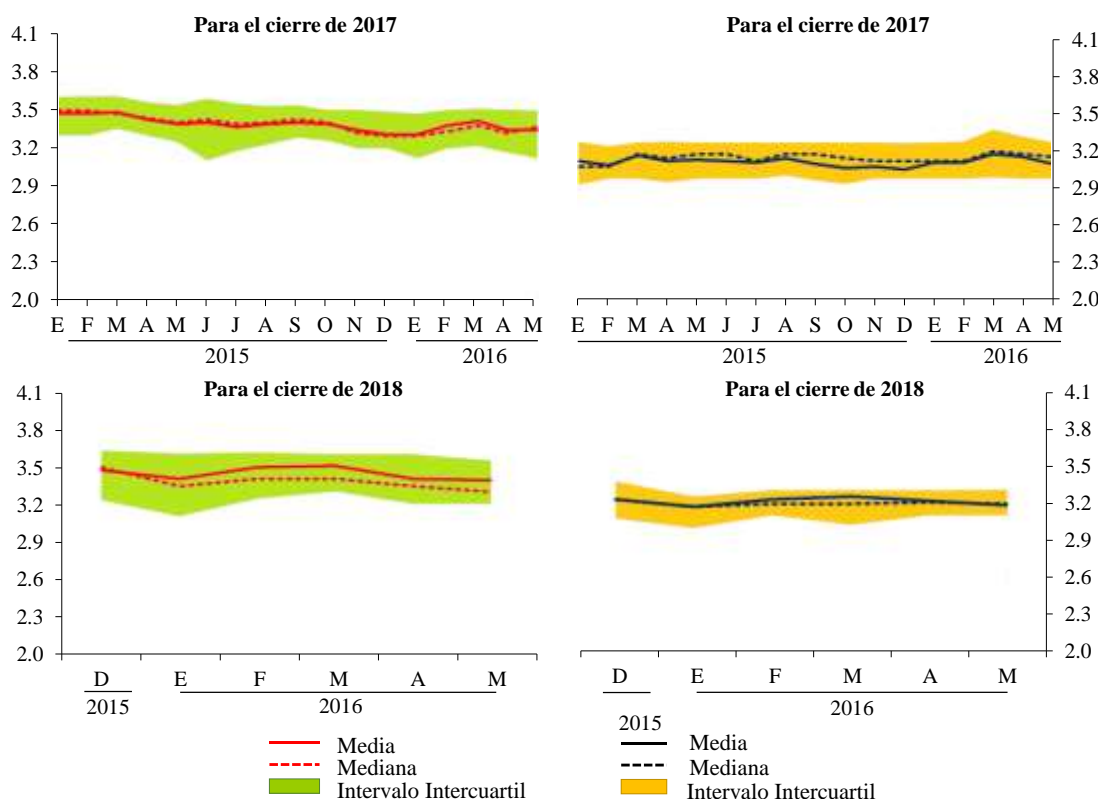 Para el cierre de 2017
4.1
3.8
3.5
3.2
2.9
2.6
2.3
2.0
E F M A M J J A S O N D E F M A M
2015 2016
Para el cierre de 2017
4.1
3.8
3.5
3.2
2.9
2.6
2.3
2.0
E F M A M J J A S O N D E F M A M
2015 2016
Para el cierre de 2018
4.1
3.8
3.5
3.2
2.9
2.6
2.3
2.0
D E F M A M
2015 2016
Para el cierre de 2018
4.1
3.8
3.5
3.2
2.9
2.6
2.3
2.0
D E F M A M
2015 2016
Media
Mediana
Intervalo Intercuartil
Media
Mediana
Intervalo Intercuartil